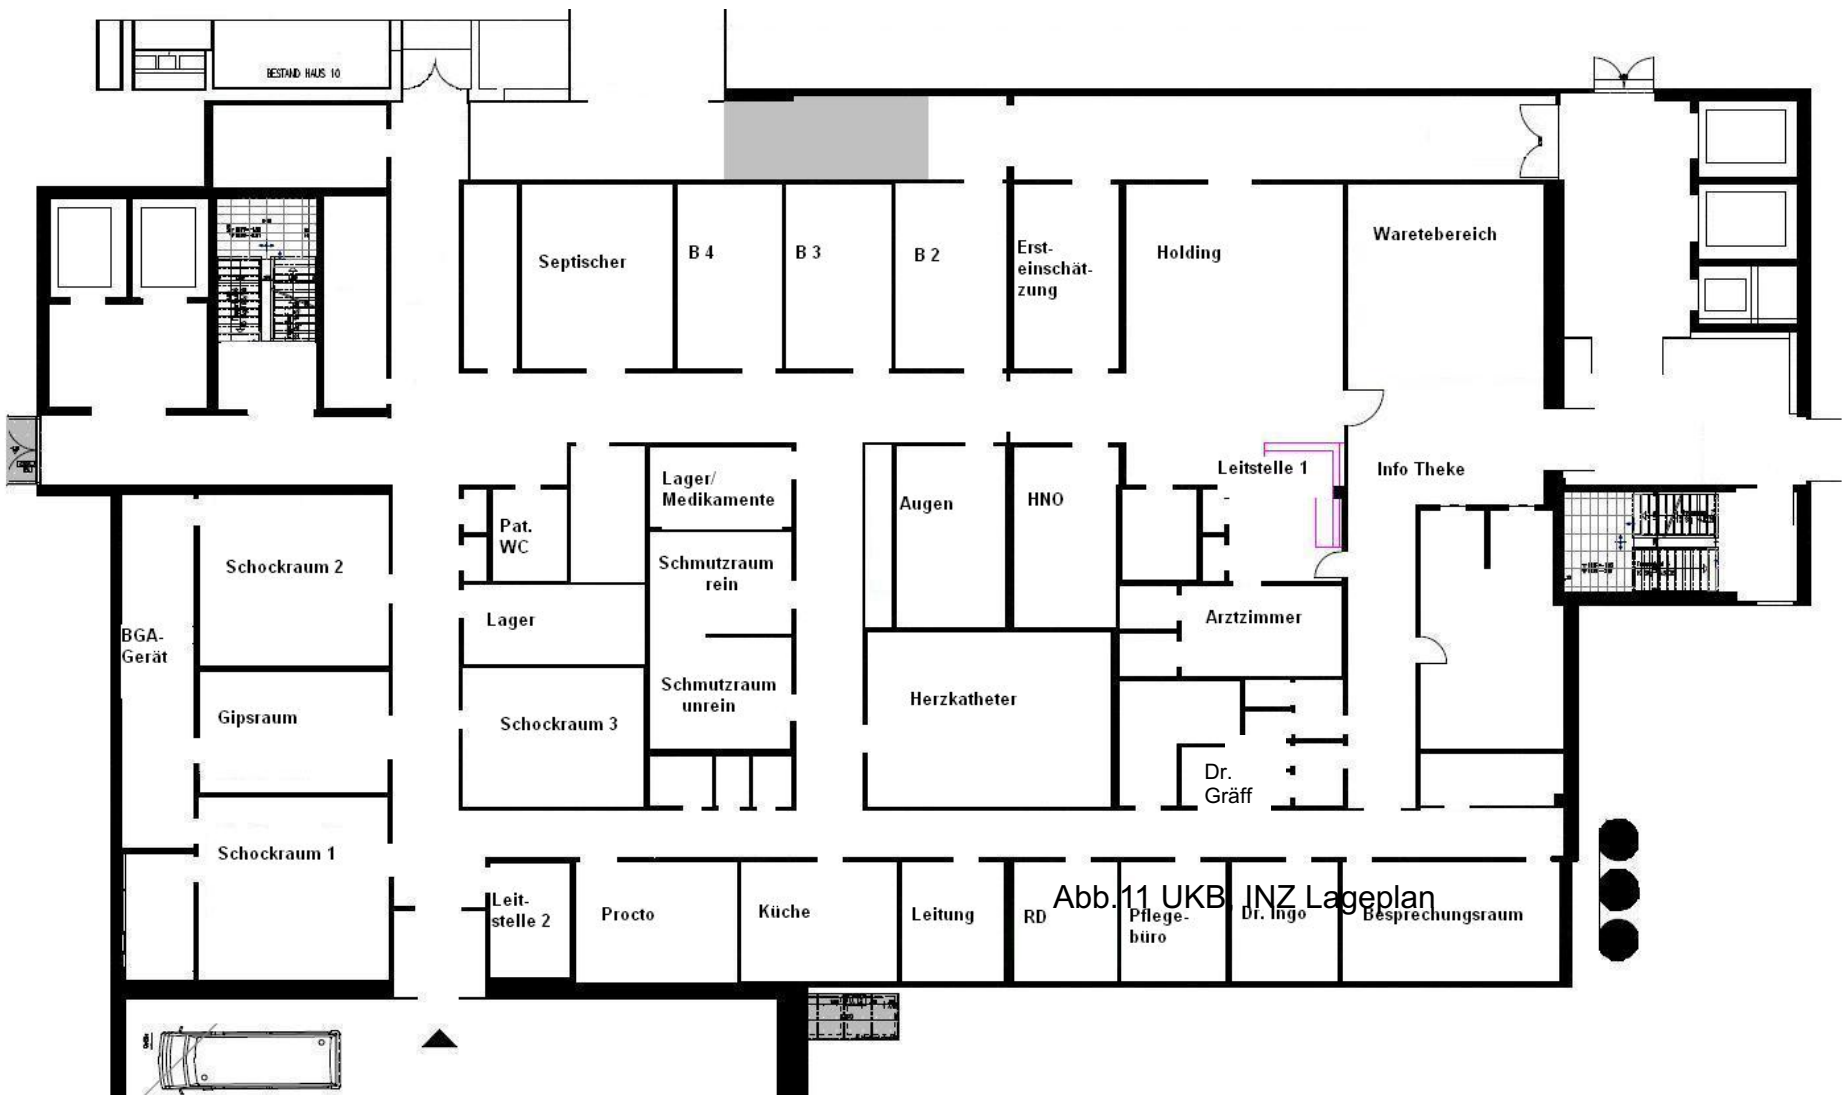 BESTAND HAUS 10
Septischer
B 4
B 3
B 2
Erst-
einschät-
zung
Holding
Waretebereich
Lager/
Medikamente
Augen
HNO
Leitstelle 1
Info Theke
Pat.
WC
Schockraum 2
Schmutzraum
rein
Lager
Arztzimmer
BGA-
Gerät
Gipsraum
Schockraum 3
Schmutzraum
unrein
Herzkatheter
Dr.
Gräff
Schockraum 1
Leit-
stelle 2
Procto
Küche
Leitung
RD
Pflege-
büro
Dr. Ingo
Besprechungsraum
Abb.11 UKB, INZ Lageplan